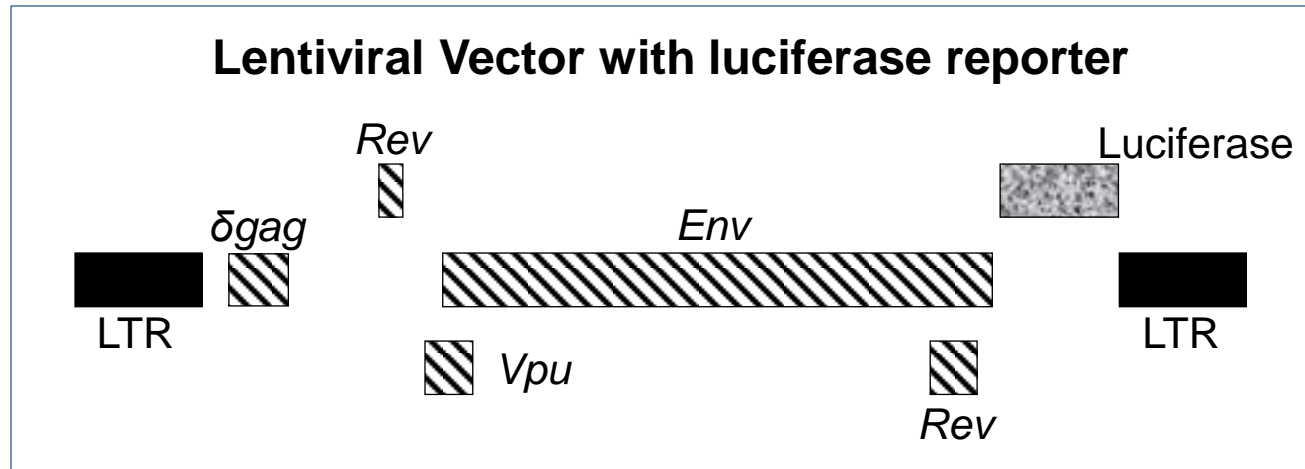 Lentiviral Vector with luciferase reporter
Rev
Luciferase
δgag
Env
LTR
LTR
Vpu
Rev